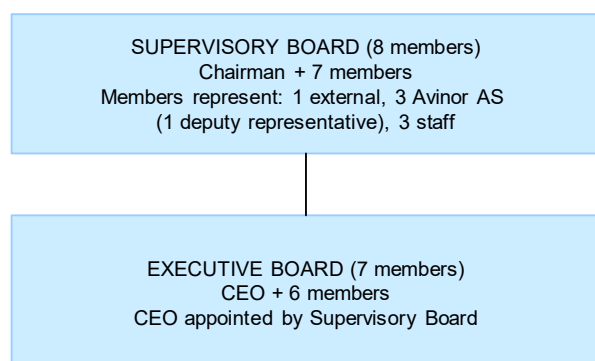 SUPERVISORY BOARD (8 members)
Chairman + 7 members
Members represent: 1 external, 3 Avinor AS
(1 deputy representative), 3 staff
EXECUTIVE BOARD (7 members)
CEO + 6 members
CEO appointed by Supervisory Board